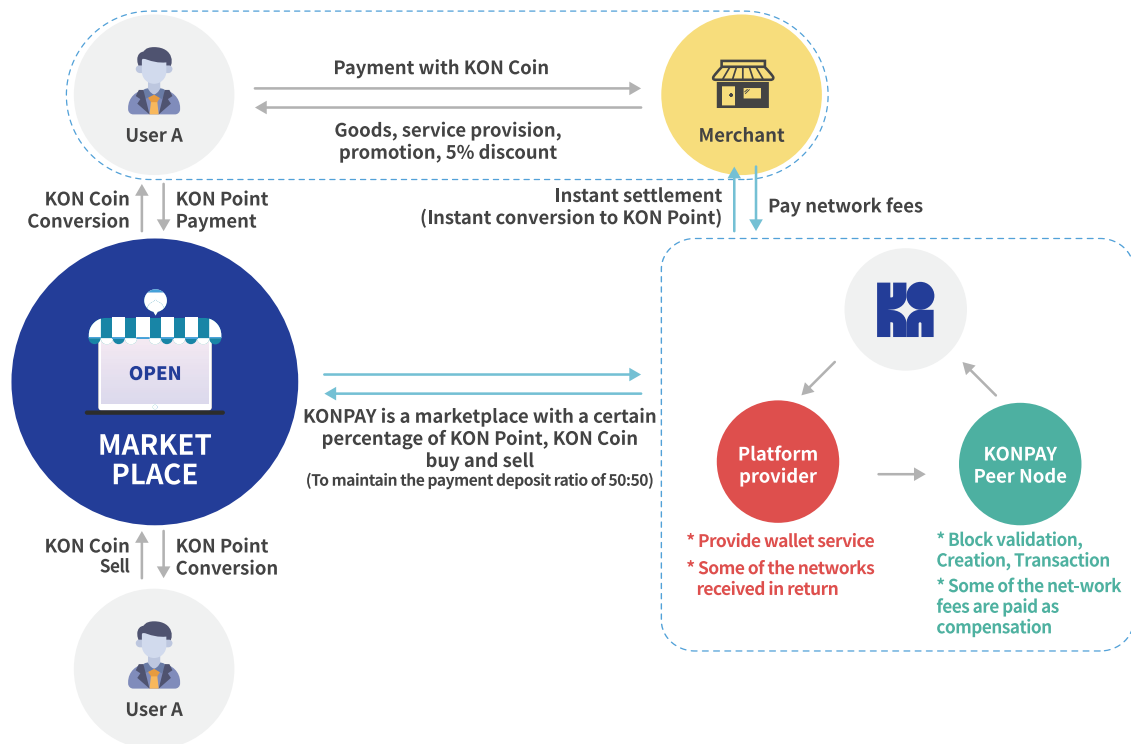 User A
Payment with KON Coin
Goods, service provision,
promotion, 5% discount
Merchant
KON Coin
Conversion
KON Point
Payment
Instant settlement
(Instant conversion to KON Point)
Pay network fees
OPEN
MARKET
PLACE
KONPAY is a marketplace with a certain
percentage of KON Point, KON Coin
buy and sell
(To maintain the payment deposit ratio of 50:50)
KON
Platform
provider
KONPAY
Peer Node
* Provide wallet service
* Some of the networks
received in return
* Block validation,
Creation, Transaction
* Some of the net-work
fees are paid as
compensation
KON Coin
Sell
KON Point
Conversion
User A